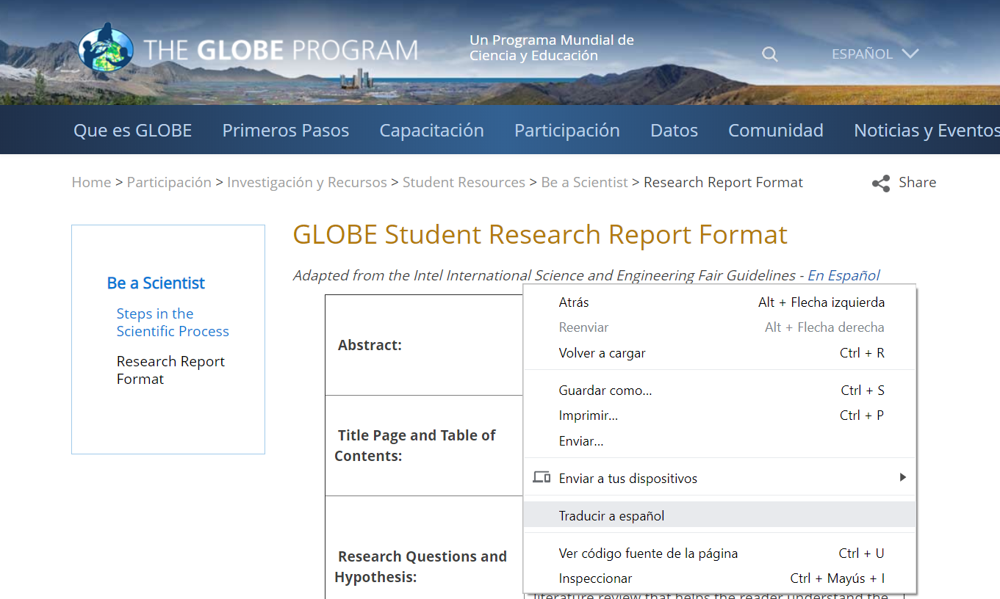 THE GLOBE PROGRAM
Un Programa Mundial de
Ciencia y Educación
ESPAÑOL
Que es GLOBE Primeros Pasos Capacitación Participación Datos Comunidad Noticias y Eventos
Home > Participación > Investigación y Recursos > Student Resources > Be a Scientist > Research Report Format
Share
Be a Scientist
Steps in the
Scientific Process
Research Report
Format
GLOBE Student Research Report Format
Adapted from the Intel International Science and Engineering Fair Guidelines - En Español
Abstract:
Title Page and Table of
Contents:
Research Questions and
Hypothesis:
Atrás Alt + Flecha izquierda
Reenviar Alt + Flecha derecha
Volver a cargar Ctrl + R
Guardar como... Ctrl + S
Imprimir... Ctrl + P
Enviar...
Enviar a tus dispositivos
Traducir a español
Ver código fuente de la página Ctrl + U
Inspeccionar Ctrl + Mayús + I
literature review that helps the reader understand the